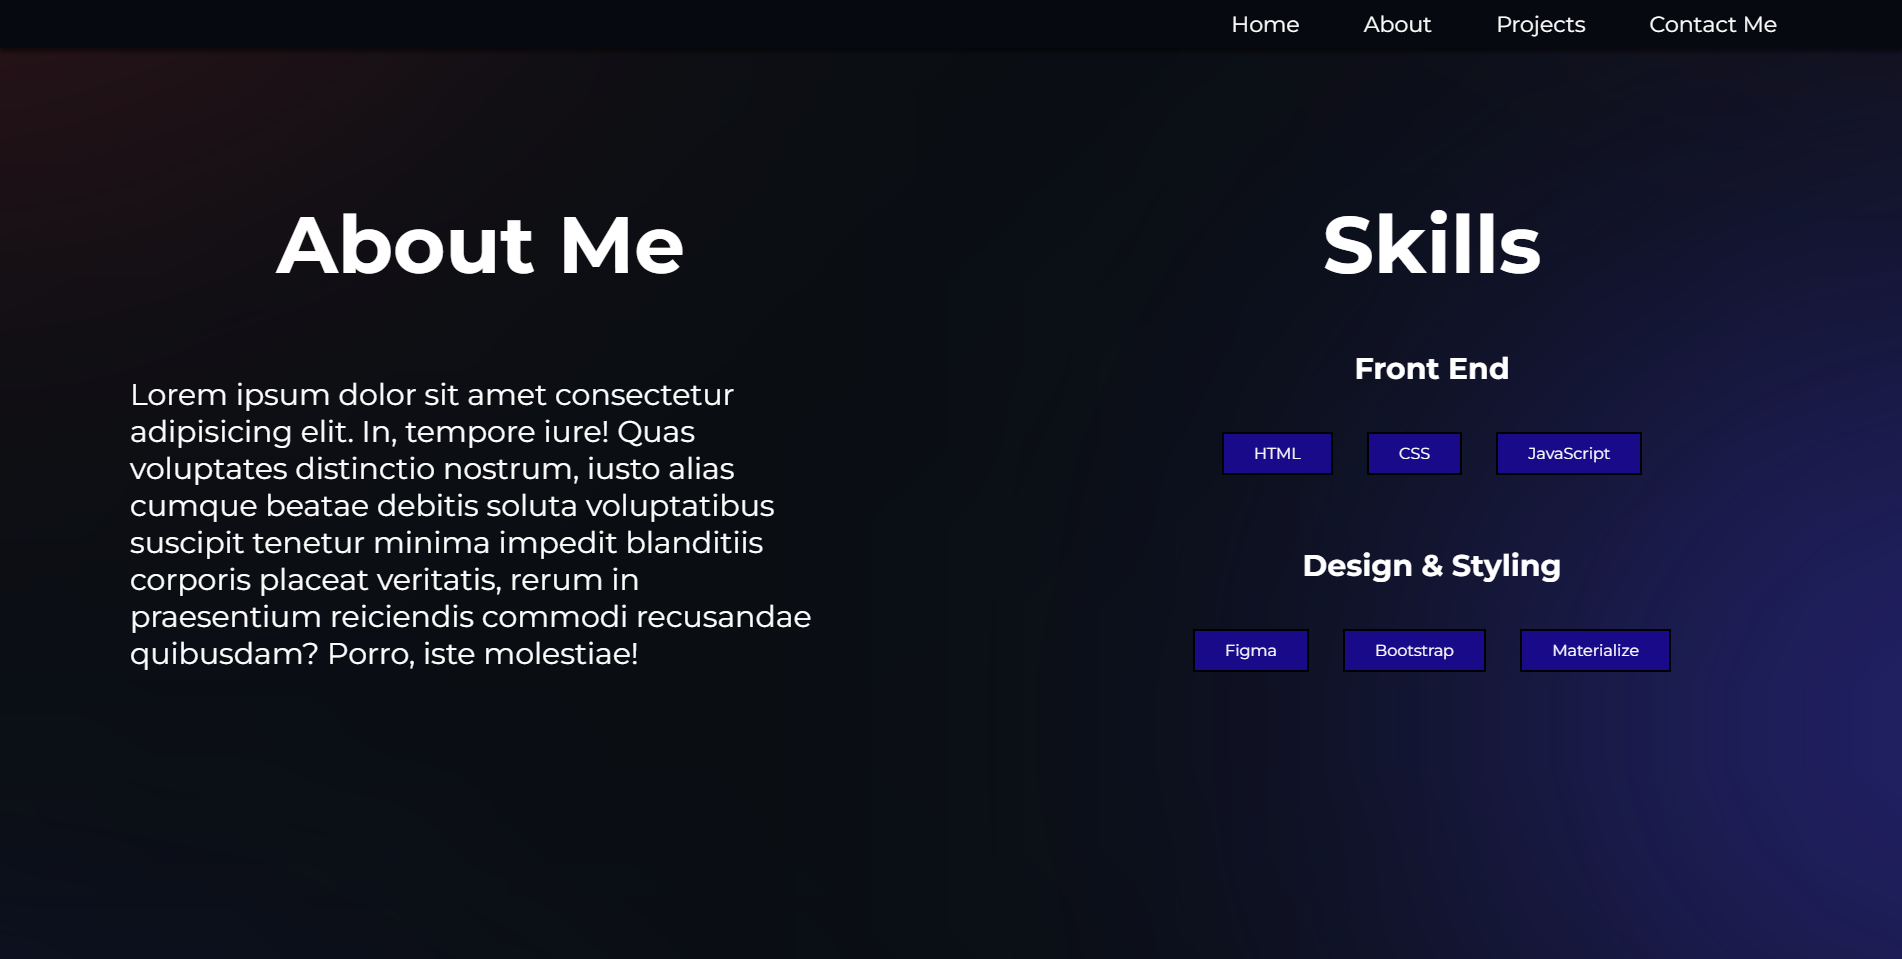 Home About Projects Contact Me
About Me
Lorem ipsum dolor sit amet consectetur
adipisicing elit. In, tempore iure! Quas
voluptates distinctio nostrum, iusto alias
cumque beatae debitis soluta voluptatibus
suscipit tenetur minima impedit blanditiis
corporis placeat veritatis, rerum in
praesentium reiciendis commodi recusandae
quibusdam? Porro, iste molestiae!
Skills
Front End
HTML CSS JavaScript
Design & Styling
Figma Bootstrap Materialize